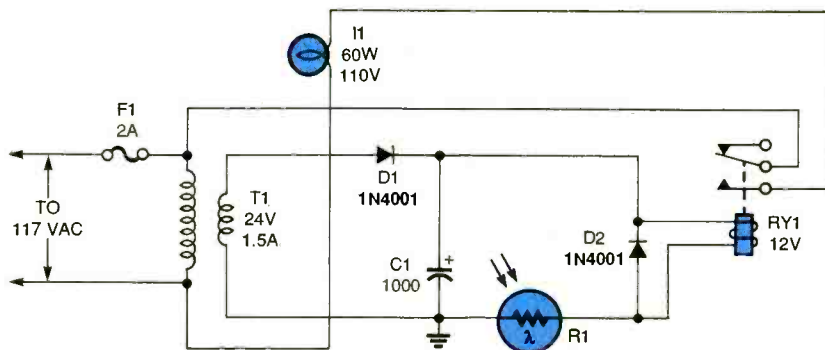 I1
60W
110V
F1
2A
TO
117 VAC
T1
24V
1.5A
D1
1N4001
C1
1000
+
D2
1N4001
RY1
12V
λ
R1